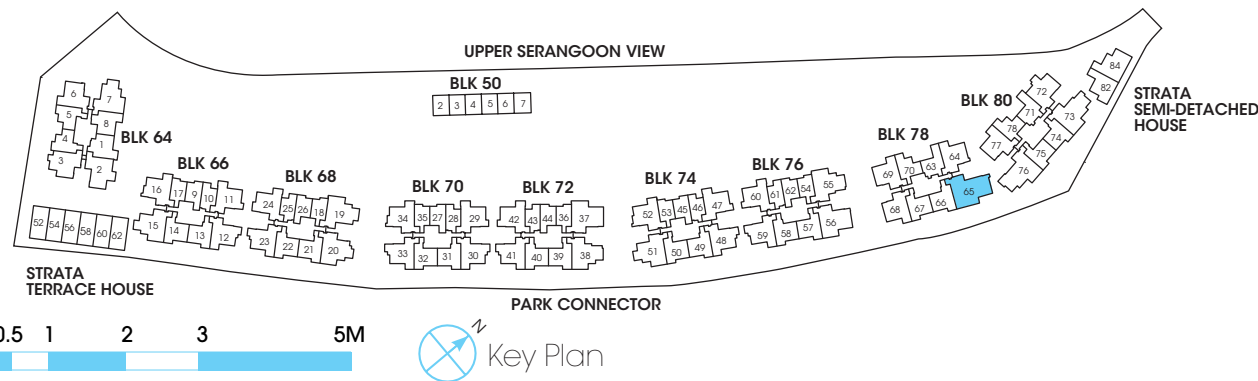 UPPER SERANGOON VIEW
BLK 50
2 3 4 5 6 7
BLK 64
6 7
5 8
4 1
3 2
BLK 66
16 17 9 10 11
15 14 13 12
BLK 68
24 25 26 18 19
23 22 21 20
BLK 70
34 35 27 28 29
33 32 31 30
BLK 72
42 43 44 36 37
41 40 39 38
BLK 74
52 53 45 46 47
51 50 49 48
BLK 76
60 61 62 54 55
59 58 57 56
BLK 78
69 70 63 64
68 67 66 65
BLK 80
72
71 73
78 74
77 75
76
84
82
STRATA
SEMI-DETACHED
HOUSE
52 54 56 58 60 62
STRATA
TERRACE HOUSE
PARK CONNECTOR
0.5 1 2 3 5M
N
Key Plan